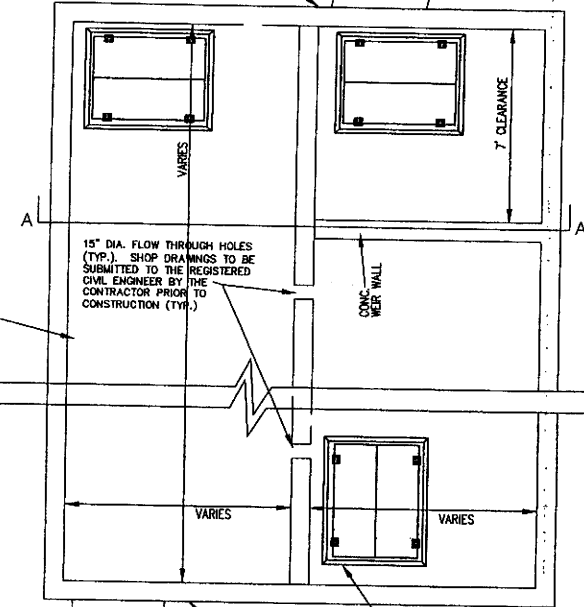 VARIES
7' CLEARANCE
A
A
15" DIA. FLOW THROUGH HOLES
(TYP.). SHOP DRAWINGS TO BE
SUBMITTED TO THE REGISTERED
CIVIL ENGINEER BY THE
CONTRACTOR PRIOR TO
CONSTRUCTION (TYP.)
CONC.
WEIR WALL
VARIES
VARIES